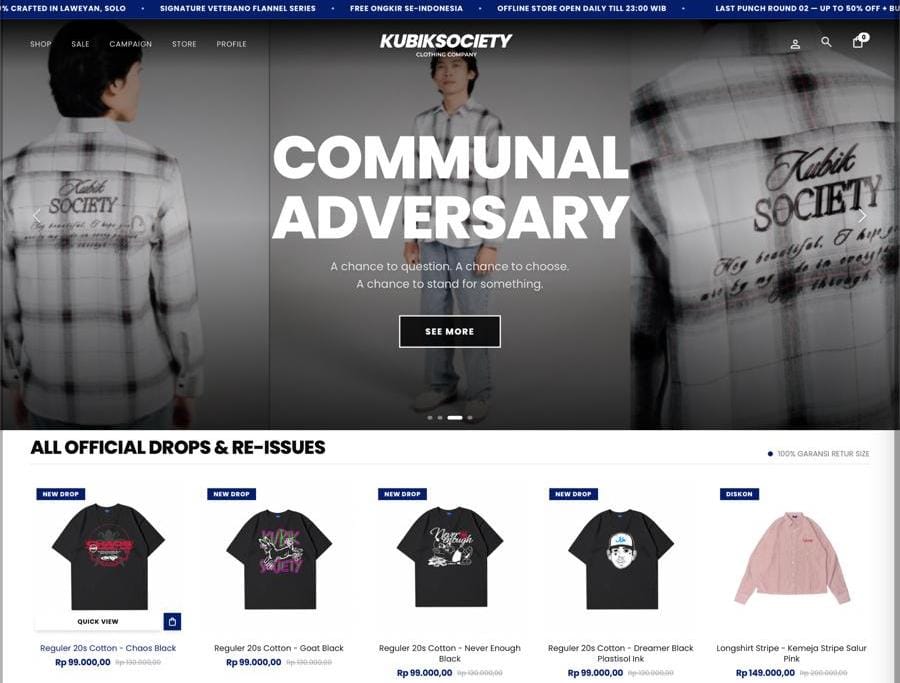 % CRAFTED IN LAWEYAN, SOLO • SIGNATURE VETERANO FLANNEL SERIES • FREE ONGKIR SE-INDONESIA • OFFLINE STORE OPEN DAILY TILL 23:00 WIB • LAST PUNCH ROUND 02 — UP TO 50% OFF + BU
SHOP SALE CAMPAIGN STORE PROFILE
KUBIKSOCIETY
CLOTHING COMPANY
0
COMMUNAL
ADVERSARY
A chance to question. A chance to choose.
A chance to stand for something.
SEE MORE
Kubik
SOCIETY
Kubik
SOCIETY
ALL OFFICIAL DROPS & RE-ISSUES
100% GARANSI RETUR SIZE
NEW DROP NEW DROP NEW DROP NEW DROP DISKON
CHAOS
KUBIK
SOCIETY
Never
Enough
QUICK VIEW
Reguler 20s Cotton - Chaos Black
Rp 99.000,00 Rp 130.000,00
Reguler 20s Cotton - Goat Black
Rp 99.000,00 Rp 130.000,00
Reguler 20s Cotton - Never Enough
Black
Rp 99.000,00 Rp 130.000,00
Reguler 20s Cotton - Dreamer Black
Plastisol Ink
Rp 99.000,00 Rp 130.000,00
Longshirt Stripe - Kemeja Stripe Salur
Pink
Rp 149.000,00 Rp 200.000,00